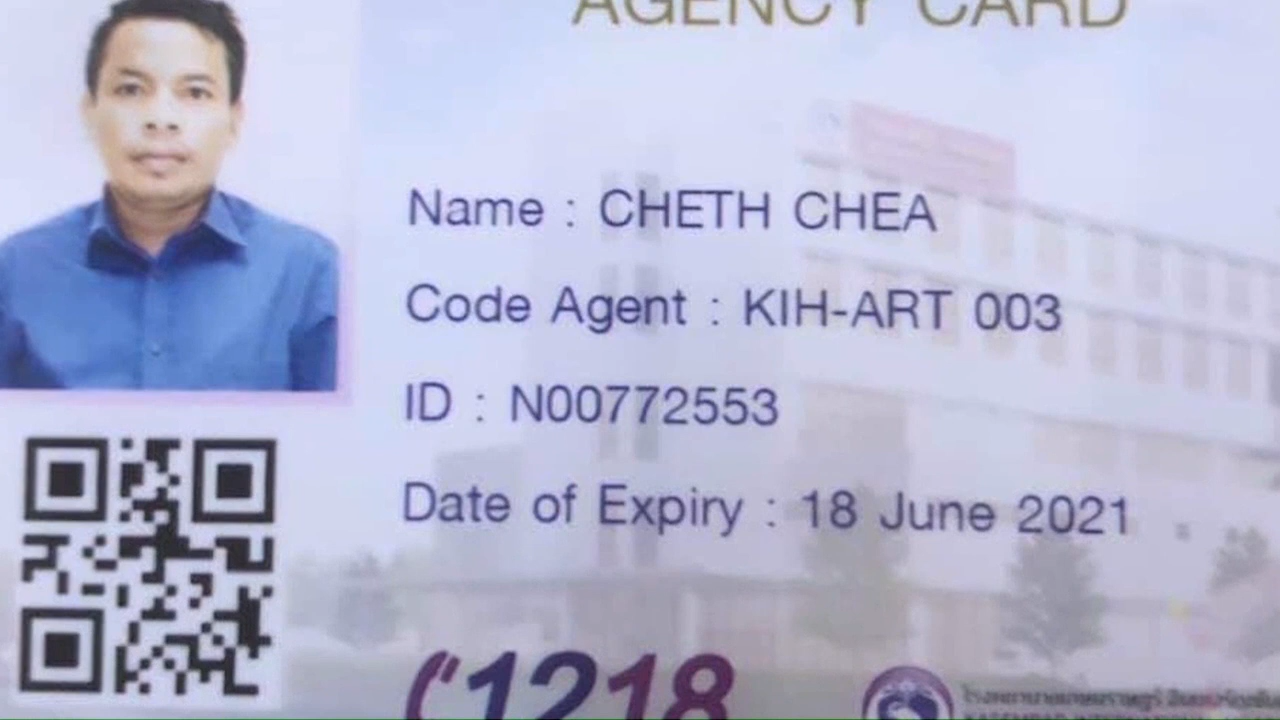 AGENCY CARD
Name : CHETH CHEA
Code Agent : KIH-ART 003
ID : N00772553
Date of Expiry : 18 June 2021
1218